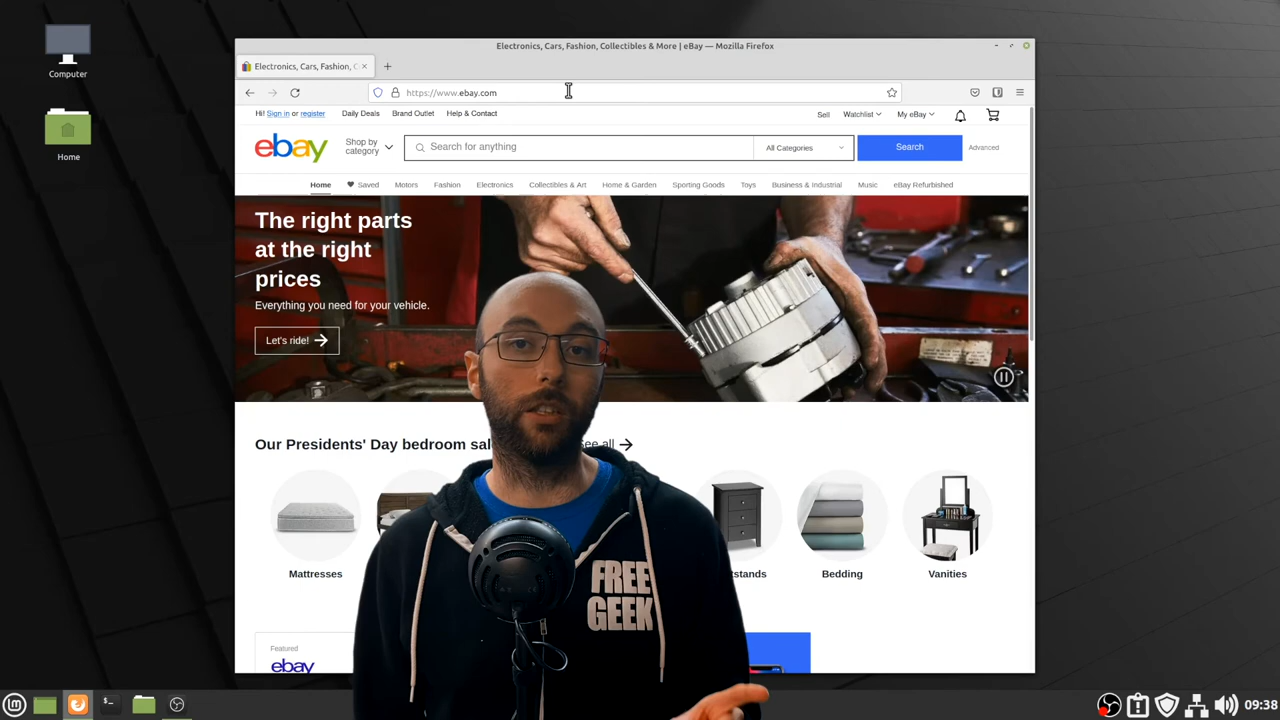 Electronics, Cars, Fashion, Collectibles & More | eBay — Mozilla Firefox
Computer
Electronics, Cars, Fashion, C
https://www.ebay.com
Hi! Sign in or register
Daily Deals
Brand Outlet
Help & Contact
Sell
Watchlist
My eBay
Home
ebay
Shop by
category
Search for anything
All Categories
Search
Advanced
Home
Saved
Motors
Fashion
Electronics
Collectibles & Art
Home & Garden
Sporting Goods
Toys
Business & Industrial
Music
eBay Refurbished
The right parts
at the right
prices
Everything you need for your vehicle.
Let's ride!
Our Presidents' Day bedroom sal
See all
Mattresses
Bedding
Vanities
FREE
GEEK
Featured
ebay
09:38